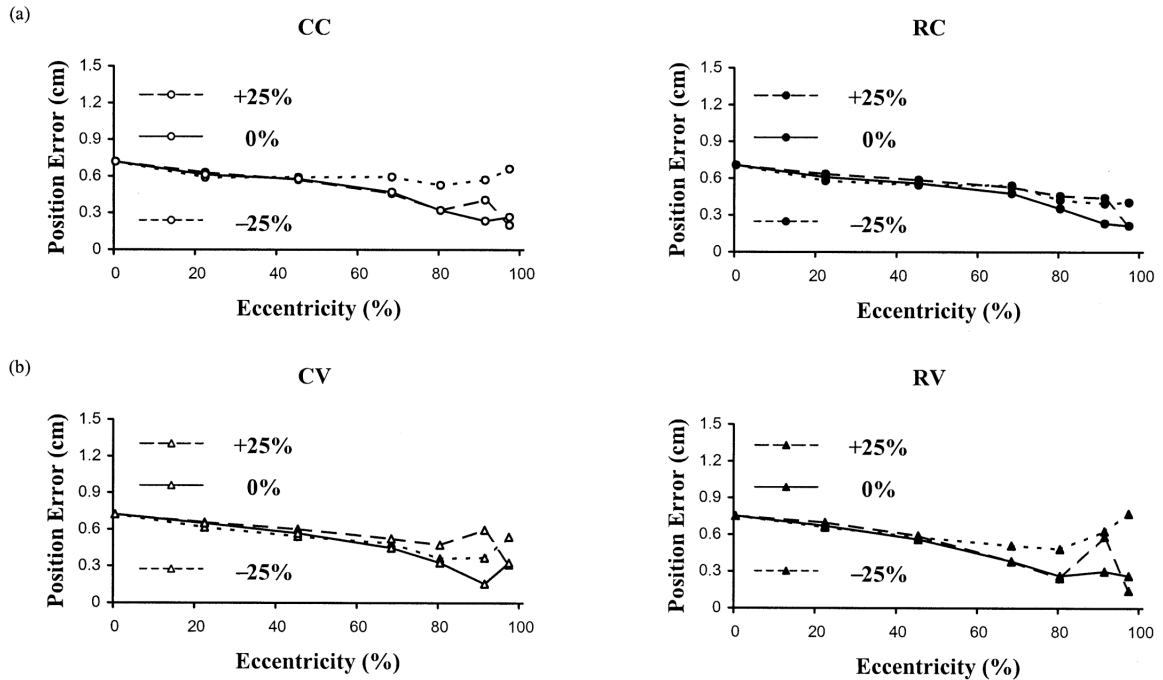 (a)
CC
Position Error (cm)
1.5
1.2
0.9
0.6
0.3
0
+25%
0%
–25%
0 20 40 60 80 100
Eccentricity (%)
RC
Position Error (cm)
1.5
1.2
0.9
0.6
0.3
0
+25%
0%
–25%
0 20 40 60 80 100
Eccentricity (%)
(b)
CV
Position Error (cm)
1.5
1.2
0.9
0.6
0.3
0
+25%
0%
–25%
0 20 40 60 80 100
Eccentricity (%)
RV
Position Error (cm)
1.5
1.2
0.9
0.6
0.3
0
+25%
0%
–25%
0 20 40 60 80 100
Eccentricity (%)